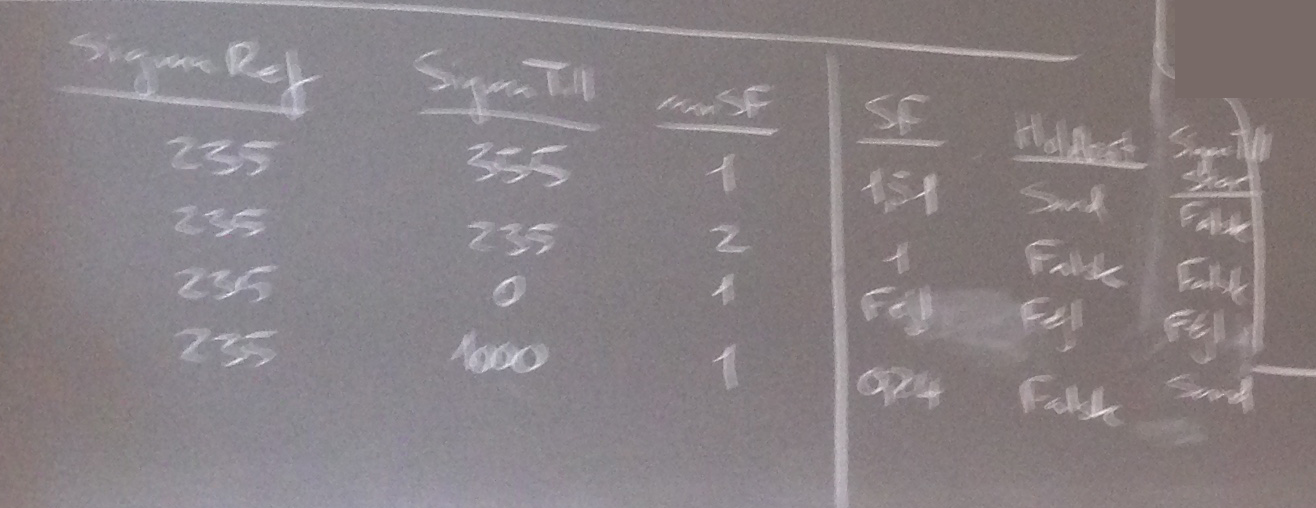 sigmaRef SigmaTill minSF SF Holdbart SigmaTill
stor
235 355 1 1,51 Sand Falsk
235 235 2 1 Falsk Falsk
235 0 1 Fejl Fejl Fejl
235 1000 1 0,24 Falsk Sand